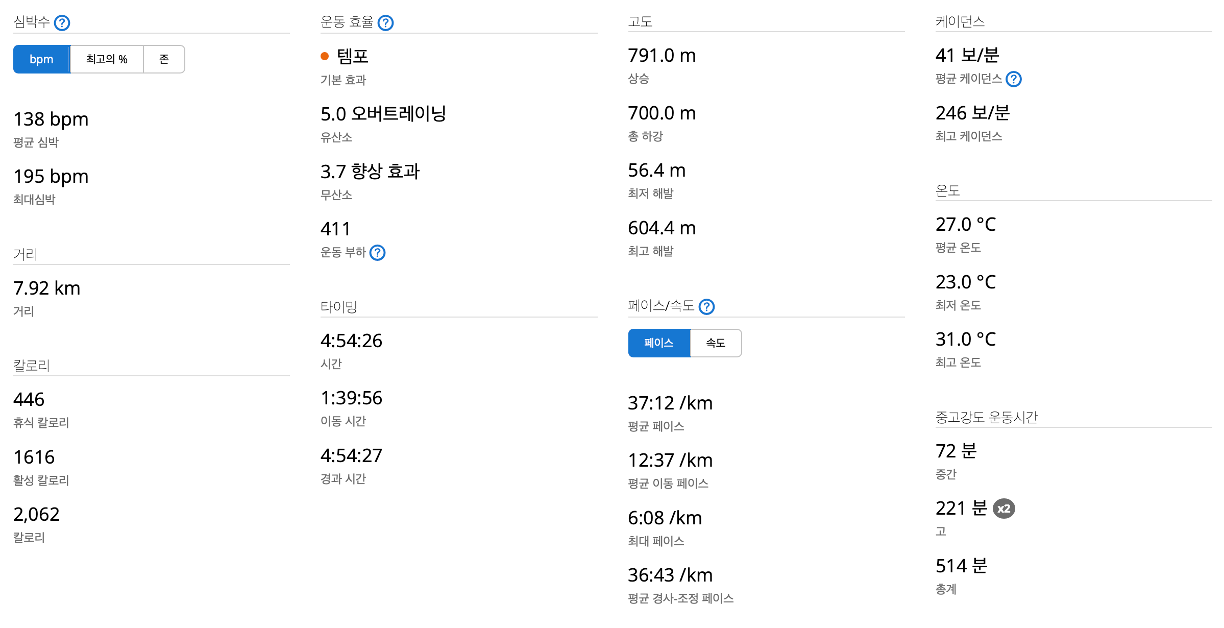 심박수 ?
bpm
최고의 %
존
138 bpm
평균 심박
195 bpm
최대심박
거리
7.92 km
거리
칼로리
446
휴식 칼로리
1616
활성 칼로리
2,062
칼로리
운동 효율 ?
템포
기본 효과
5.0 오버트레이닝
유산소
3.7 향상 효과
무산소
411
운동 부하 ?
타이밍
4:54:26
시간
1:39:56
이동 시간
4:54:27
경과 시간
고도
791.0 m
상승
700.0 m
총 하강
56.4 m
최저 해발
604.4 m
최고 해발
페이스/속도 ?
페이스
속도
37:12 /km
평균 페이스
12:37 /km
평균 이동 페이스
6:08 /km
최대 페이스
36:43 /km
평균 경사-조정 페이스
케이던스
41 보/분
평균 케이던스 ?
246 보/분
최고 케이던스
온도
27.0 °C
평균 온도
23.0 °C
최저 온도
31.0 °C
최고 온도
중고강도 운동시간
72 분
중간
221 분 x2
고
514 분
총계